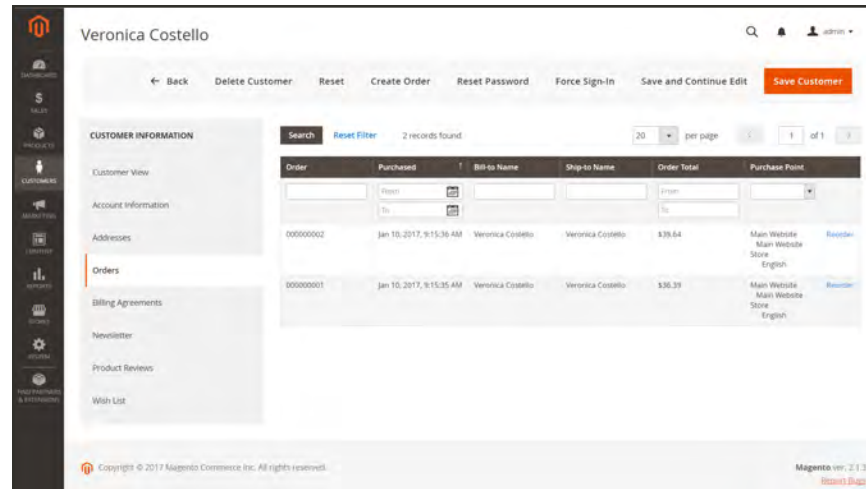 Veronica Costello
admin
DASHBOARD
SALES
PRODUCTS
CUSTOMERS
MARKETING
CONTENT
REPORTS
STORES
SYSTEM
FIND PARTNERS
& EXTENSIONS
← Back Delete Customer Reset Create Order Reset Password Force Sign-In Save and Continue Edit Save Customer
CUSTOMER INFORMATION
Customer View
Account Information
Addresses
Orders
Billing Agreements
Newsletter
Product Reviews
Wish List
Search Reset Filter 2 records found 20 per page 1 of 1
Order Purchased ↑ Bill-to Name Ship-to Name Order Total Purchase Point
From From
To To
000000002 Jan 10, 2017, 9:15:36 AM Veronica Costello Veronica Costello $39.64 Main Website Reorder
Main Website
Store
English
000000001 Jan 10, 2017, 9:15:35 AM Veronica Costello Veronica Costello $36.39 Main Website Reorder
Main Website
Store
English
Copyright © 2017 Magento Commerce Inc. All rights reserved.
Magento ver. 2.1.3
Report Bugs